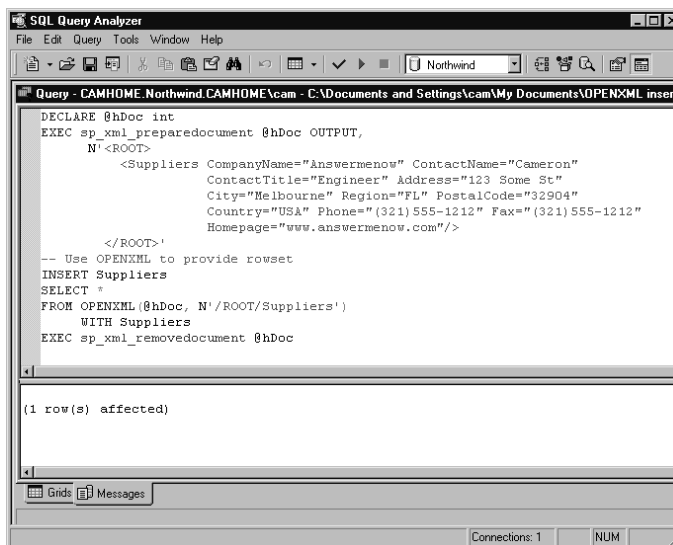 SQL Query Analyzer
File Edit Query Tools Window Help
Northwind
Query - CAMHOME.Northwind.CAMHOME\cam - C:\Documents and Settings\cam\My Documents\OPENXML inser
DECLARE @hDoc int
EXEC sp_xml_preparedocument @hDoc OUTPUT,
N'<ROOT>
<Suppliers CompanyName="Answermenow" ContactName="Cameron"
ContactTitle="Engineer" Address="123 Some St"
City="Melbourne" Region="FL" PostalCode="32904"
Country="USA" Phone="(321)555-1212" Fax="(321)555-1212"
Homepage="www.answermenow.com"/>
</ROOT>'
-- Use OPENXML to provide rowset
INSERT Suppliers
SELECT *
FROM OPENXML(@hDoc, N'/ROOT/Suppliers')
WITH Suppliers
EXEC sp_xml_removedocument @hDoc
(1 row(s) affected)
Grids Messages
Connections: 1 NUM